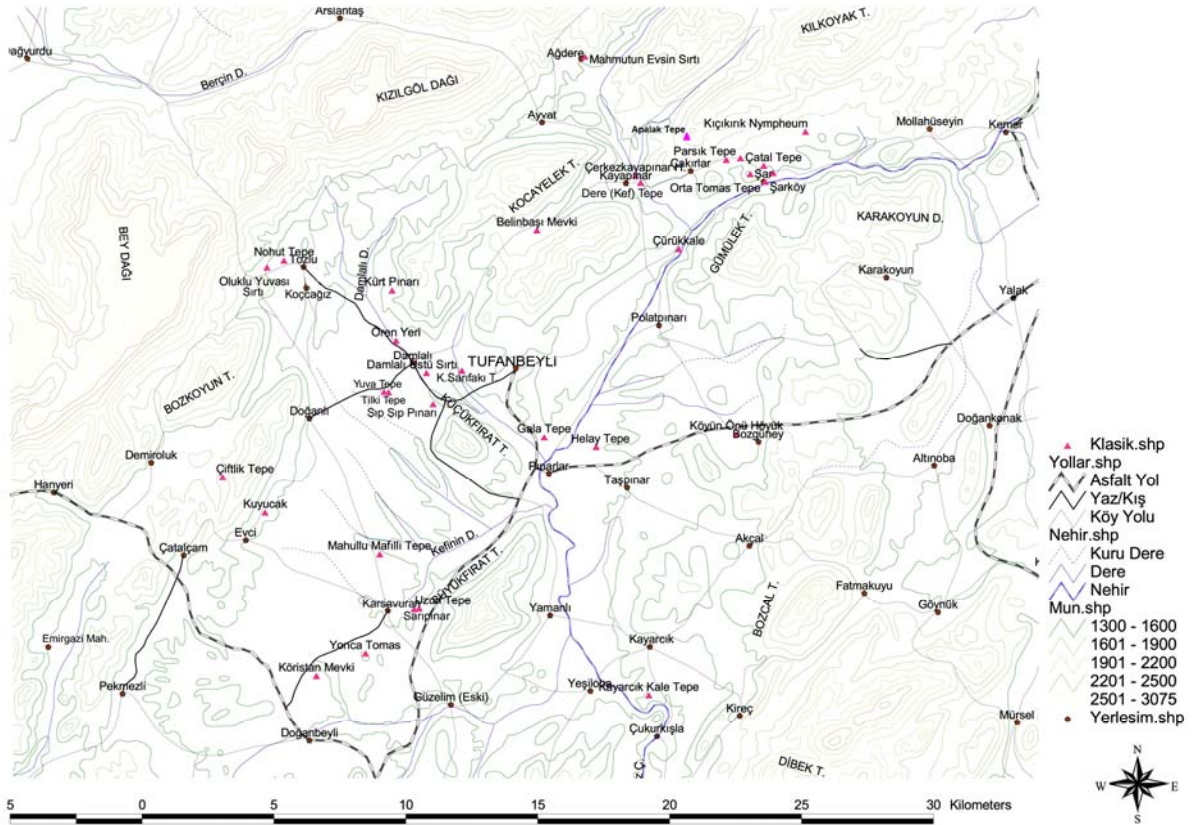 Arslantaş
KILKOYAK T.
Dağyurdu
Ağdere
Mahmutun Evsin Sırtı
Berçin D.
KIZILGÖL DAĞI
Ayvat
Apalak Tepe
Kıçıkırık Nympheum
Mollahüseyin
Kemer
Parsık Tepe
Çatal Tepe
Çerkezkayapınar H.
Çakırlar
Kayapınar
Şar
Dere (Kef) Tepe
Orta Tomas Tepe
Şarköy
KOCAYELEK T.
Belinbaşı Mevki
KARAKOYUN D.
BEY DAĞI
GÜMÜLEK T.
Çürükkale
Nohut Tepe
Tozlu
Oluklu Yuvası
Sırtı
Koçcağız
Damlalı D.
Kürt Pınarı
Karakoyun
Yalak
Polatpınarı
Ören Yeri
Damlalı
TUFANBEYLİ
Damlalı Üstü Sırtı
K.Sarıfakı T
Yuva Tepe
Tilki Tepe
Sıp Sıp Pınarı
BOZKOYUN T.
Doğanlı
KÜÇÜKFIRAT T.
Gala Tepe
Helay Tepe
Köyün Önü Höyük
Bozgüney
Doğankonak
Demiroluk
Çiftlik Tepe
Pınarlar
Taşpınar
Altınoba
Hanyeri
Kuyucak
Evci
Çatalçam
Mahullu Mafilli Tepe
Kefinin D.
Akçal
BÜYÜKFIRAT T.
Fatmakuyu
Göynük
Karsavuran
Uzun Tepe
Sarıpınar
Yamanlı
BOZCAL T.
Emirgazi Mah.
Yonca Tomas
Kayarcık
Köristan Mevki
Pekmezli
Güzelim (Eski)
Yeşiloba
Kayarcık Kale Tepe
Kireç
Mürsel
Doğanbeyli
Çukurkışla
DİBEK T.
Klasik.shp
Yollar.shp
Asfalt Yol
Yaz/Kış
Köy Yolu
Nehir.shp
Kuru Dere
Dere
Nehir
Mun.shp
1300 - 1600
1601 - 1900
1901 - 2200
2201 - 2500
2501 - 3075
Yerlesim.shp
N
W E
S
5 0 5 10 15 20 25 30 Kilometers